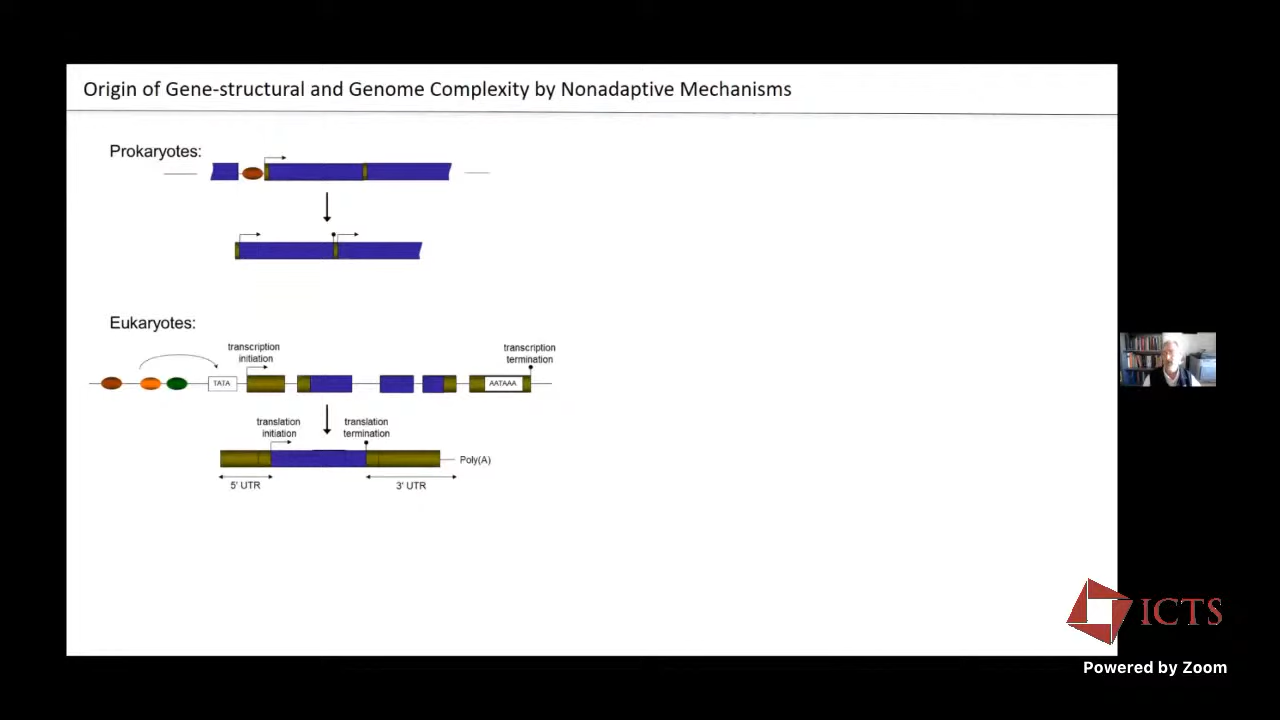 Origin of Gene-structural and Genome Complexity by Nonadaptive Mechanisms
Prokaryotes:
Eukaryotes:
transcription
initiation
transcription
termination
TATA
AATAAA
translation
initiation
translation
termination
Poly(A)
5' UTR
3' UTR
ICTS
Powered by Zoom